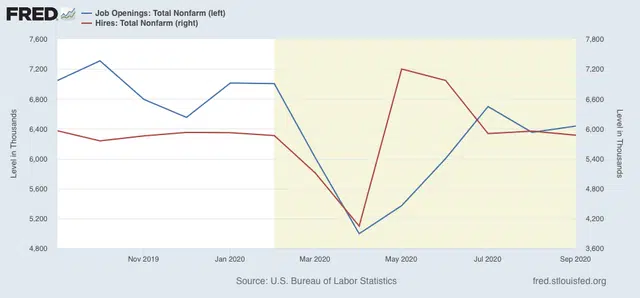 FRED
Job Openings: Total Nonfarm (left)
Hires: Total Nonfarm (right)
7,600
7,200
6,800
6,400
6,000
5,600
5,200
4,800
Level in Thousands
7,800
7,200
6,600
6,000
5,400
4,800
4,200
3,600
Level in Thousands
Nov 2019 Jan 2020 Mar 2020 May 2020 Jul 2020 Sep 2020
Source: U.S. Bureau of Labor Statistics fred.stlouisfed.org